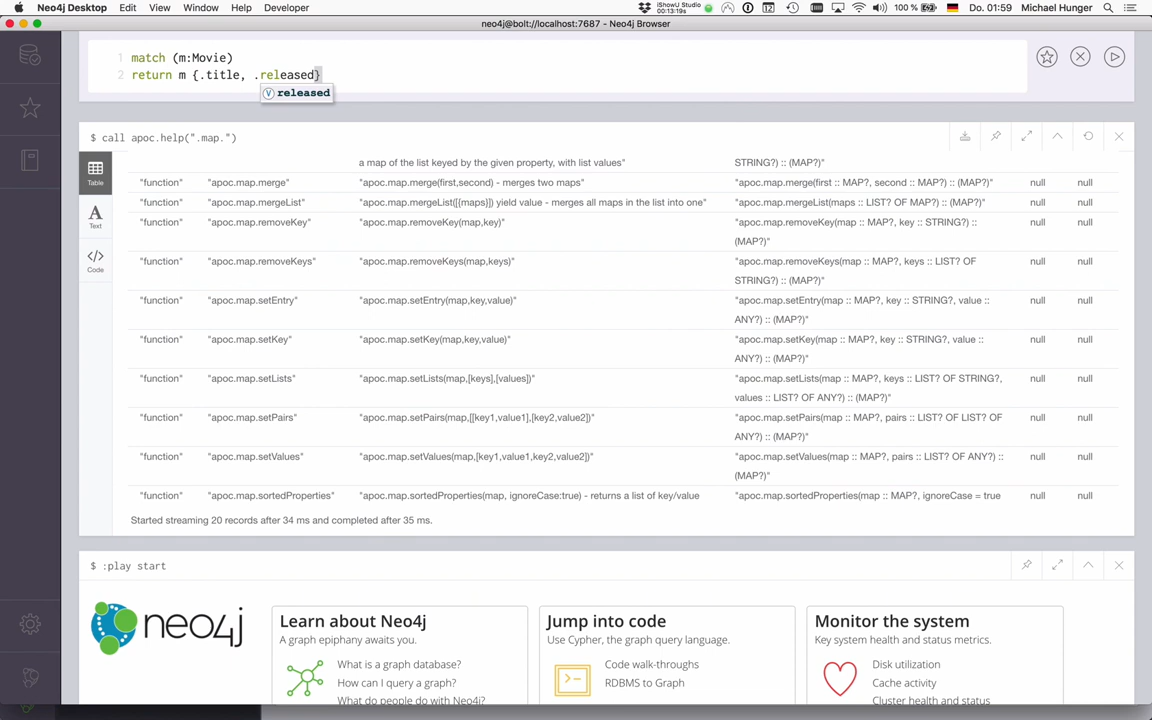 Neo4j Desktop Edit View Window Help Developer iShowU Studio 00:13:19s 12 100 % Do. 01:59 Michael Hunger
neo4j@bolt://localhost:7687 - Neo4j Browser
1 match (m:Movie)
2 return m {.title, .released}
V released
$ call apoc.help(".map.")
Table
Text
Code
a map of the list keyed by the given property, with list values" STRING?) :: (MAP?)"
"function" "apoc.map.merge" "apoc.map.merge(first,second) - merges two maps" "apoc.map.merge(first :: MAP?, second :: MAP?) :: (MAP?)" null null
"function" "apoc.map.mergeList" "apoc.map.mergeList([{maps}]) yield value - merges all maps in the list into one" "apoc.map.mergeList(maps :: LIST? OF MAP?) :: (MAP?)" null null
"function" "apoc.map.removeKey" "apoc.map.removeKey(map,key)" "apoc.map.removeKey(map :: MAP?, key :: STRING?) :: null null
(MAP?)"
"function" "apoc.map.removeKeys" "apoc.map.removeKeys(map,keys)" "apoc.map.removeKeys(map :: MAP?, keys :: LIST? OF null null
STRING?) :: (MAP?)"
"function" "apoc.map.setEntry" "apoc.map.setEntry(map,key,value)" "apoc.map.setEntry(map :: MAP?, key :: STRING?, value :: null null
ANY?) :: (MAP?)"
"function" "apoc.map.setKey" "apoc.map.setKey(map,key,value)" "apoc.map.setKey(map :: MAP?, key :: STRING?, value :: null null
ANY?) :: (MAP?)"
"function" "apoc.map.setLists" "apoc.map.setLists(map,[keys],[values])" "apoc.map.setLists(map :: MAP?, keys :: LIST? OF STRING?, null null
values :: LIST? OF ANY?) :: (MAP?)"
"function" "apoc.map.setPairs" "apoc.map.setPairs(map,[[key1,value1],[key2,value2])" "apoc.map.setPairs(map :: MAP?, pairs :: LIST? OF LIST? OF null null
ANY?) :: (MAP?)"
"function" "apoc.map.setValues" "apoc.map.setValues(map,[key1,value1,key2,value2])" "apoc.map.setValues(map :: MAP?, pairs :: LIST? OF ANY?) :: null null
(MAP?)"
"function" "apoc.map.sortedProperties" "apoc.map.sortedProperties(map, ignoreCase:true) - returns a list of key/value "apoc.map.sortedProperties(map :: MAP?, ignoreCase = true null null
Started streaming 20 records after 34 ms and completed after 35 ms.
$ :play start
neo4j
Learn about Neo4j
A graph epiphany awaits you.
What is a graph database?
How can I query a graph?
What do people do with Neo4j?
Jump into code
Use Cypher, the graph query language.
Code walk-throughs
RDBMS to Graph
Monitor the system
Key system health and status metrics.
Disk utilization
Cache activity
Cluster health and status